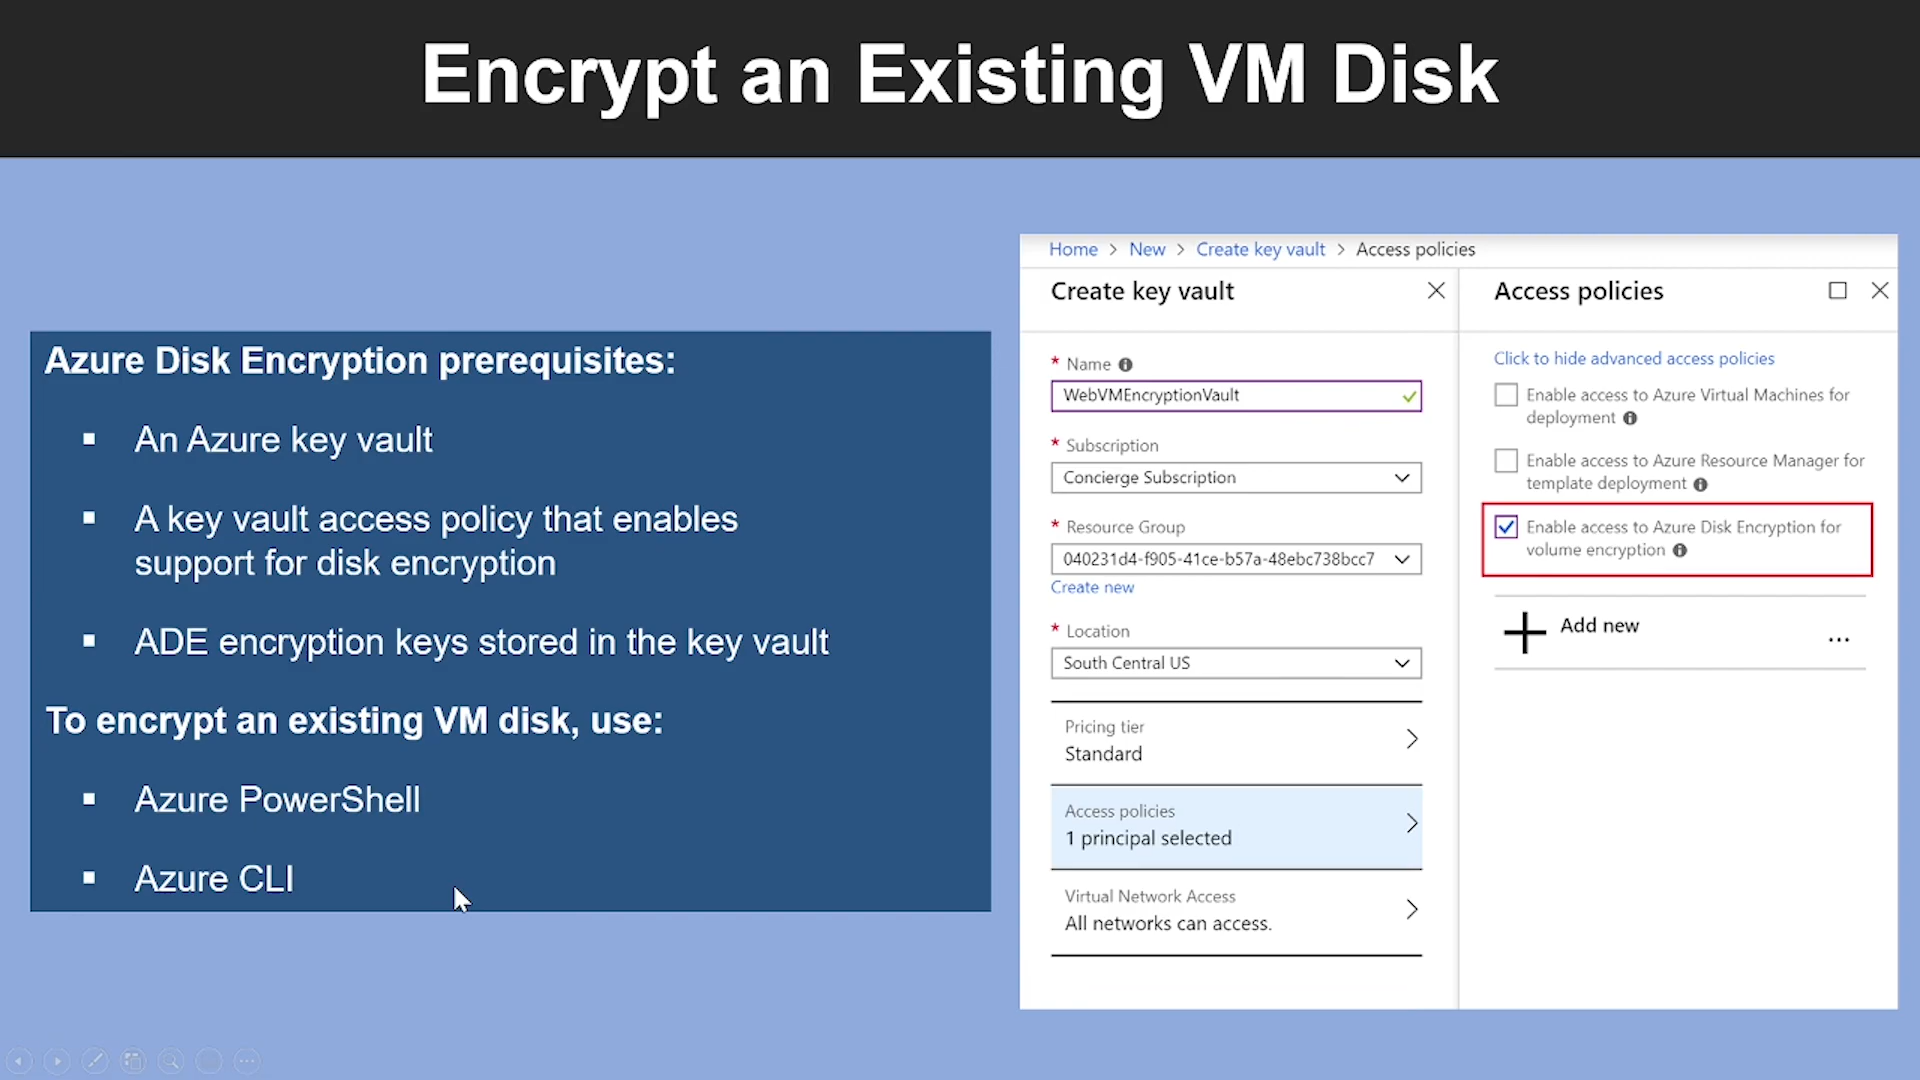 Encrypt an Existing VM Disk
Azure Disk Encryption prerequisites:
▪ An Azure key vault
▪ A key vault access policy that enables
support for disk encryption
▪ ADE encryption keys stored in the key vault
To encrypt an existing VM disk, use:
▪ Azure PowerShell
▪ Azure CLI
Home > New > Create key vault > Access policies
Create key vault
* Name
WebVMEncryptionVault
* Subscription
Concierge Subscription
* Resource Group
040231d4-f905-41ce-b57a-48ebc738bcc7
Create new
* Location
South Central US
Pricing tier
Standard
Access policies
1 principal selected
Virtual Network Access
All networks can access.
Access policies
Click to hide advanced access policies
Enable access to Azure Virtual Machines for
deployment
Enable access to Azure Resource Manager for
template deployment
Enable access to Azure Disk Encryption for
volume encryption
Add new
...